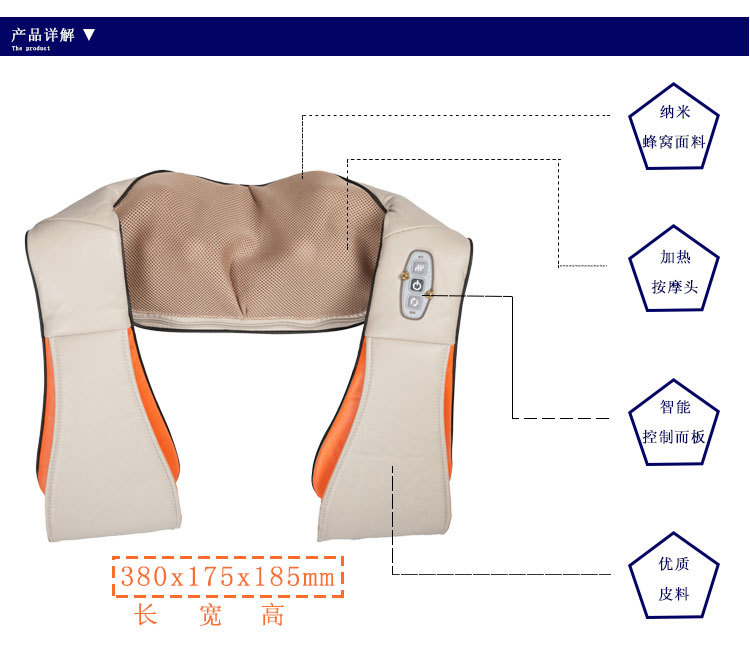 产品详解▼
The product
纳米
蜂窝面料
加热
按摩头
智能
控制面板
优质
皮料
380x175x185mm
长 宽 高